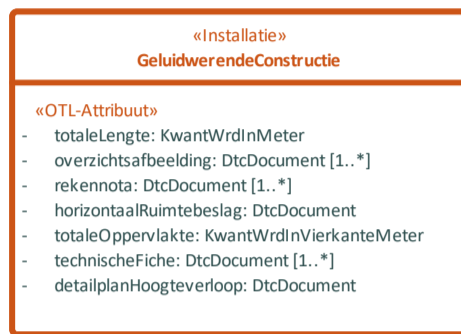 «Installatie»
GeluidwerendeConstructie
«OTL-Attribuut»
- totaleLengte: KwantWrdInMeter
- overzichtsafbeelding: DtcDocument [1..*]
- rekennota: DtcDocument [1..*]
- horizontaalRuimtebeslag: DtcDocument
- totaleOppervlakte: KwantWrdInVierkanteMeter
- technischeFiche: DtcDocument [1..*]
- detailplanHoogteverloop: DtcDocument